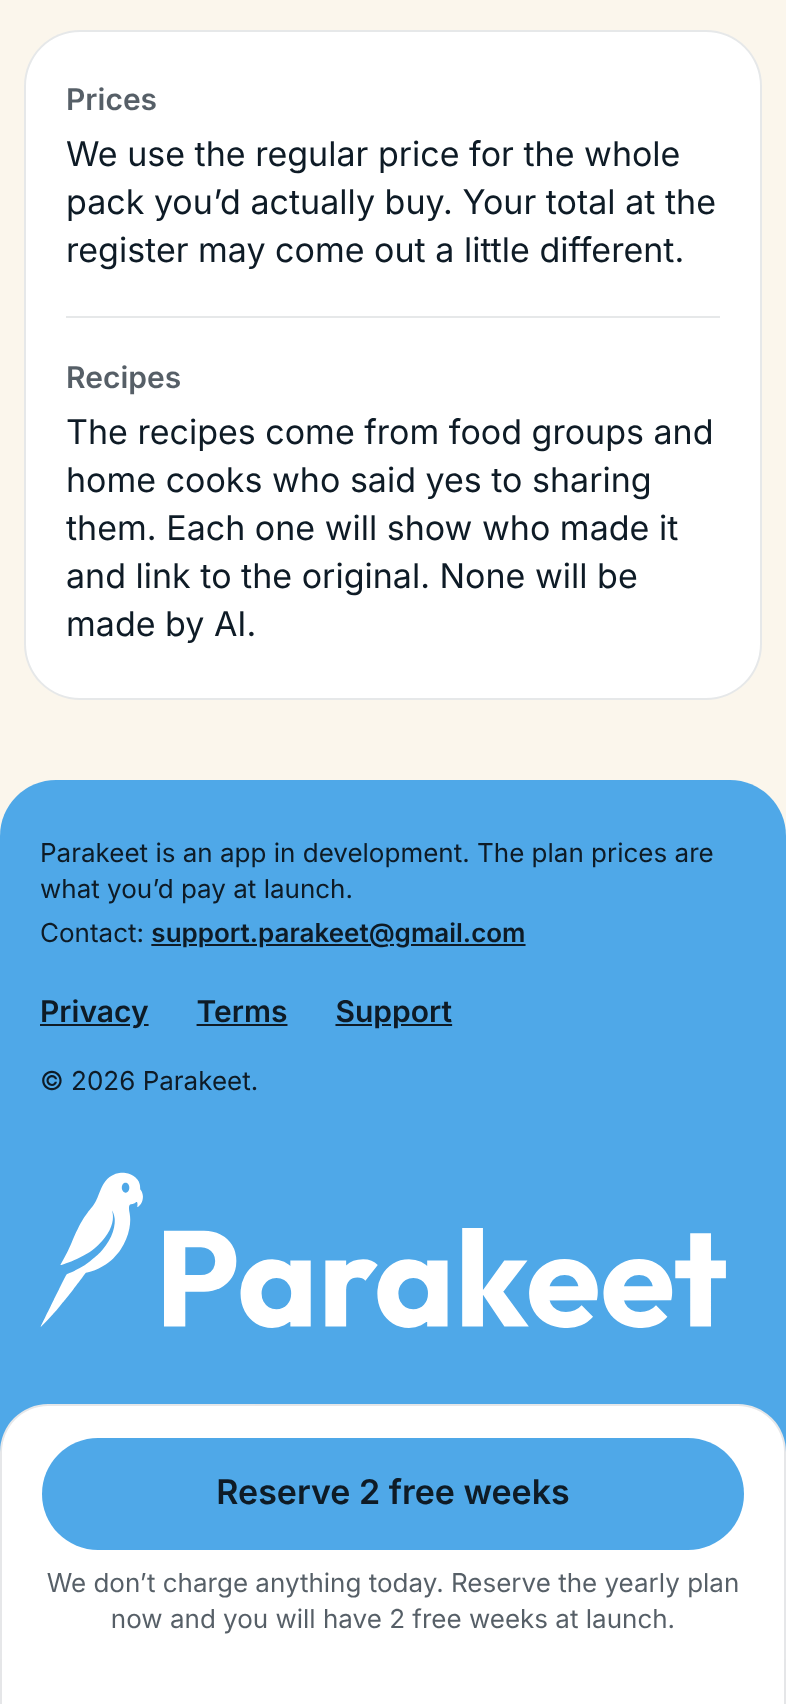 Prices
We use the regular price for the whole
pack you’d actually buy. Your total at the
register may come out a little different.
Recipes
The recipes come from food groups and
home cooks who said yes to sharing
them. Each one will show who made it
and link to the original. None will be
made by AI.
Parakeet is an app in development. The plan prices are
what you’d pay at launch.
Contact: support.parakeet@gmail.com
Privacy Terms Support
© 2026 Parakeet.
Parakeet
Reserve 2 free weeks
We don’t charge anything today. Reserve the yearly plan
now and you will have 2 free weeks at launch.